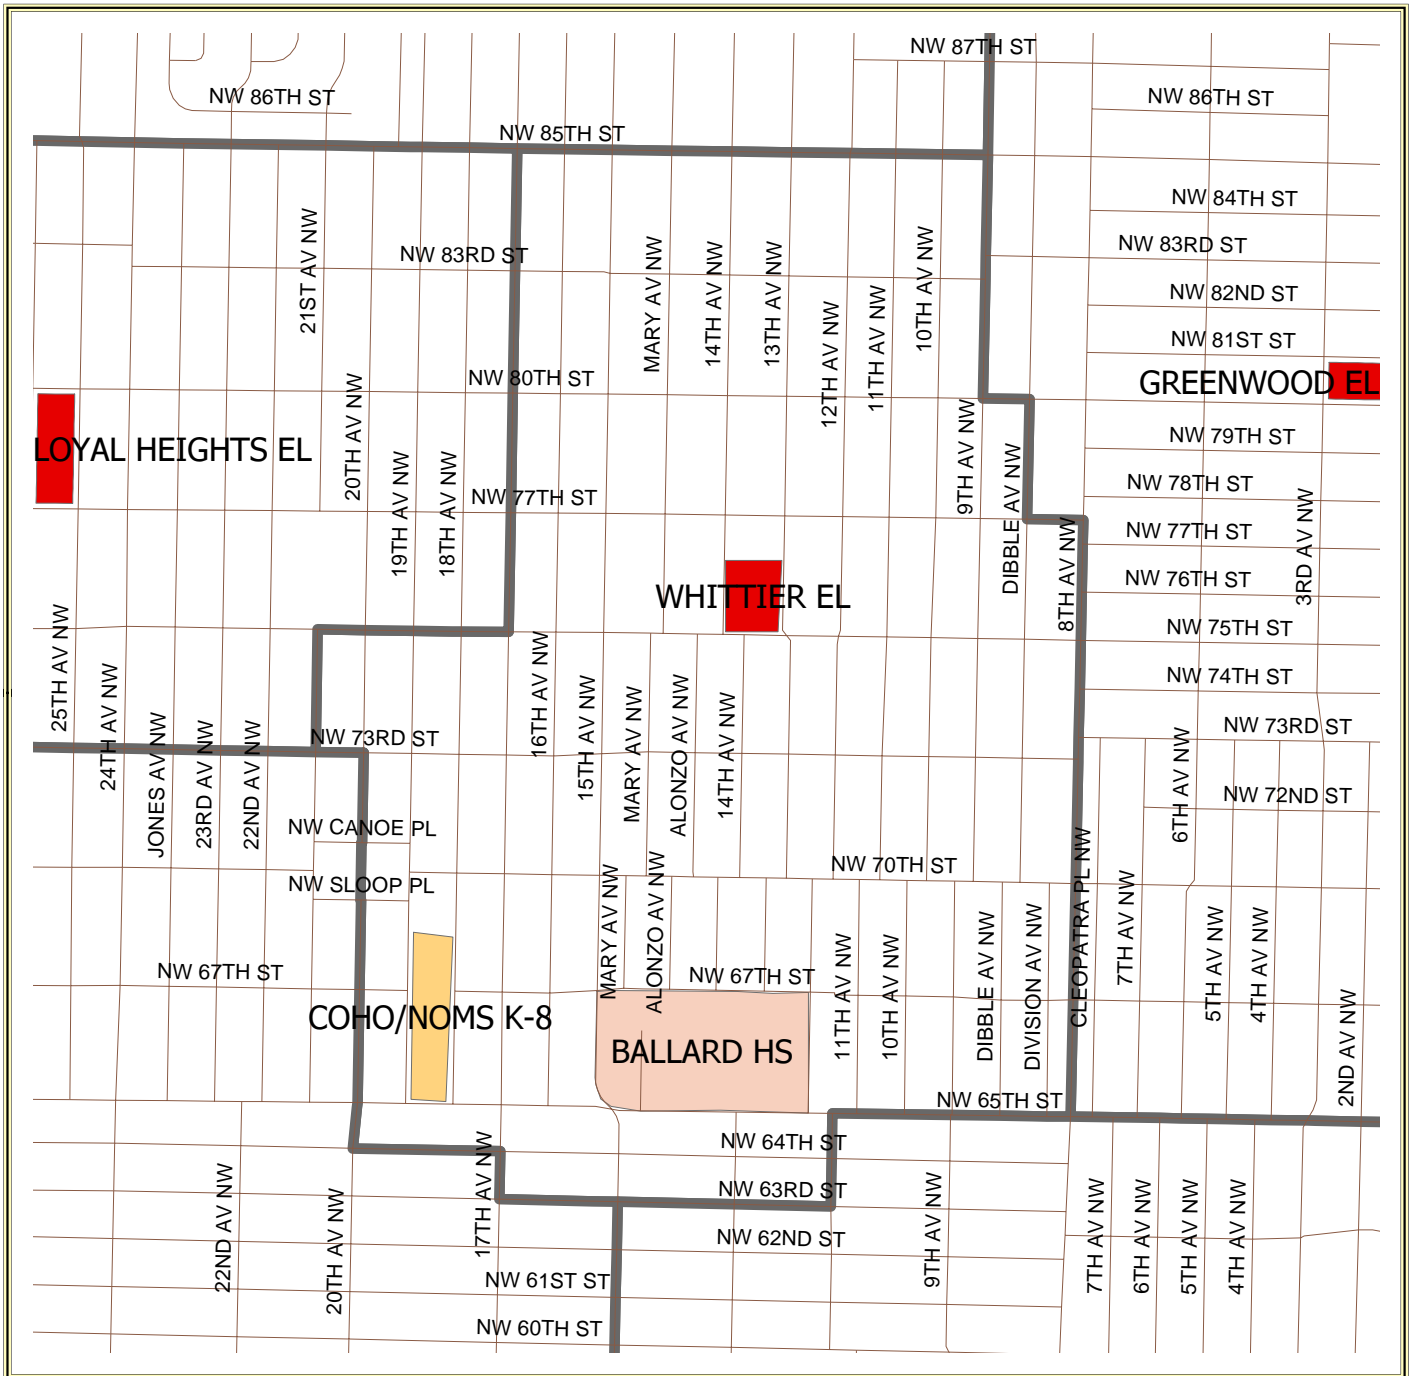 NW 87TH ST
NW 86TH ST
NW 86TH ST
NW 85TH ST
NW 84TH ST
21ST AV NW
NW 83RD ST
MARY AV NW
14TH AV NW
13TH AV NW
10TH AV NW
NW 83RD ST
NW 82ND ST
12TH AV NW
11TH AV NW
NW 81ST ST
NW 80TH ST
GREENWOOD EL
20TH AV NW
LOYAL HEIGHTS EL
9TH AV NW
NW 79TH ST
19TH AV NW
18TH AV NW
NW 77TH ST
DIBBLE AV NW
NW 78TH ST
3RD AV NW
NW 77TH ST
8TH AV NW
NW 76TH ST
WHITTIER EL
25TH AV NW
NW 75TH ST
24TH AV NW
16TH AV NW
15TH AV NW
MARY AV NW
ALONZO AV NW
14TH AV NW
NW 74TH ST
JONES AV NW
23RD AV NW
22ND AV NW
NW 73RD ST
NW 73RD ST
6TH AV NW
NW 72ND ST
NW CANOE PL
NW 70TH ST
NW SLOOP PL
MARY AV NW
ALONZO AV NW
CLEOPATRA PL NW
7TH AV NW
NW 67TH ST
NW 67TH ST
11TH AV NW
10TH AV NW
DIBBLE AV NW
DIVISION AV NW
5TH AV NW
4TH AV NW
COHO/NOMS K-8
BALLARD HS
2ND AV NW
NW 65TH ST
NW 64TH ST
17TH AV NW
NW 63RD ST
22ND AV NW
20TH AV NW
9TH AV NW
7TH AV NW
6TH AV NW
5TH AV NW
4TH AV NW
NW 62ND ST
NW 61ST ST
NW 60TH ST